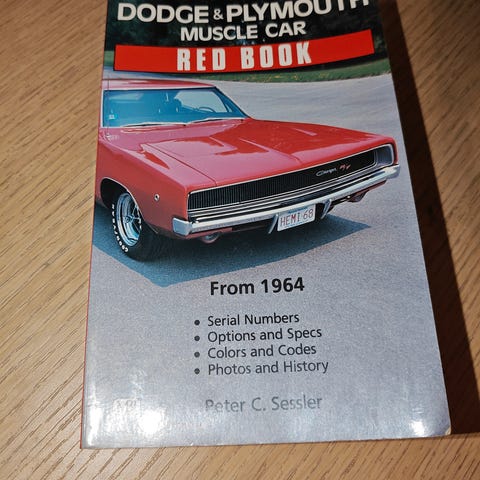 DODGE & PLYMOUTH
MUSCLE CAR
RED BOOK
Charger R/T
HEMI 68
From 1964
• Serial Numbers
• Options and Specs
• Colors and Codes
• Photos and History
Peter C. Sessler